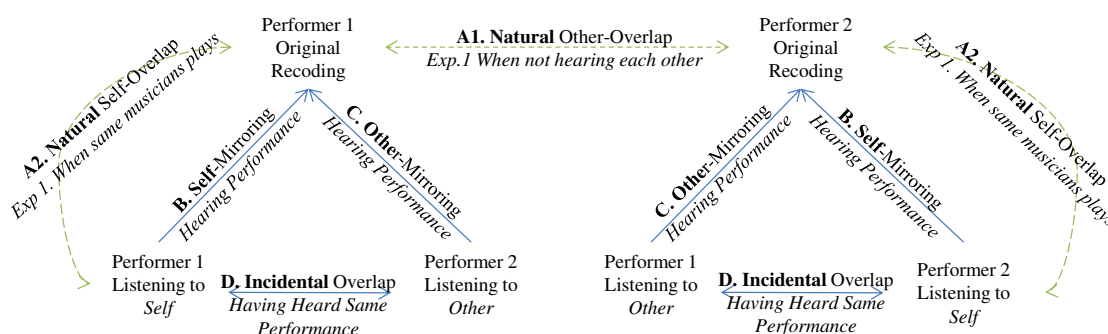 Performer 1
Original
Recoding
A1. Natural Other-Overlap
Exp.1 When not hearing each other
Performer 2
Original
Recoding
A2. Natural Self-Overlap
Exp 1. When same musicians plays
B. Self-Mirroring
Hearing Performance
C. Other-Mirroring
Hearing Performance
C. Other-Mirroring
Hearing Performance
B. Self-Mirroring
Hearing Performance
A2. Natural Self-Overlap
Exp 1. When same musicians plays
Performer 1
Listening to
Self
D. Incidental Overlap
Having Heard Same
Performance
Performer 2
Listening to
Other
Performer 1
Listening to
Other
D. Incidental Overlap
Having Heard Same
Performance
Performer 2
Listening to
Self